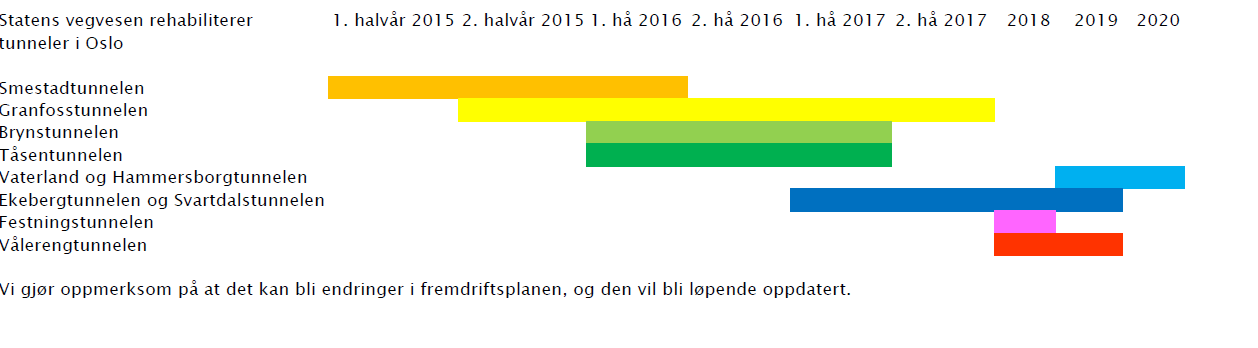 Statens vegvesen rehabiliterer 1. halvår 2015 2. halvår 2015 1. hå 2016 2. hå 2016 1. hå 2017 2. hå 2017 2018 2019 2020
tunneler i Oslo
Smestadtunnelen
Granfosstunnelen
Brynstunnelen
Tåsentunnelen
Vaterland og Hammersborgtunnelen
Ekebergtunnelen og Svartdalstunnelen
Festningstunnelen
Vålerengtunnelen
Vi gjør oppmerksom på at det kan bli endringer i fremdriftsplanen, og den vil bli løpende oppdatert.